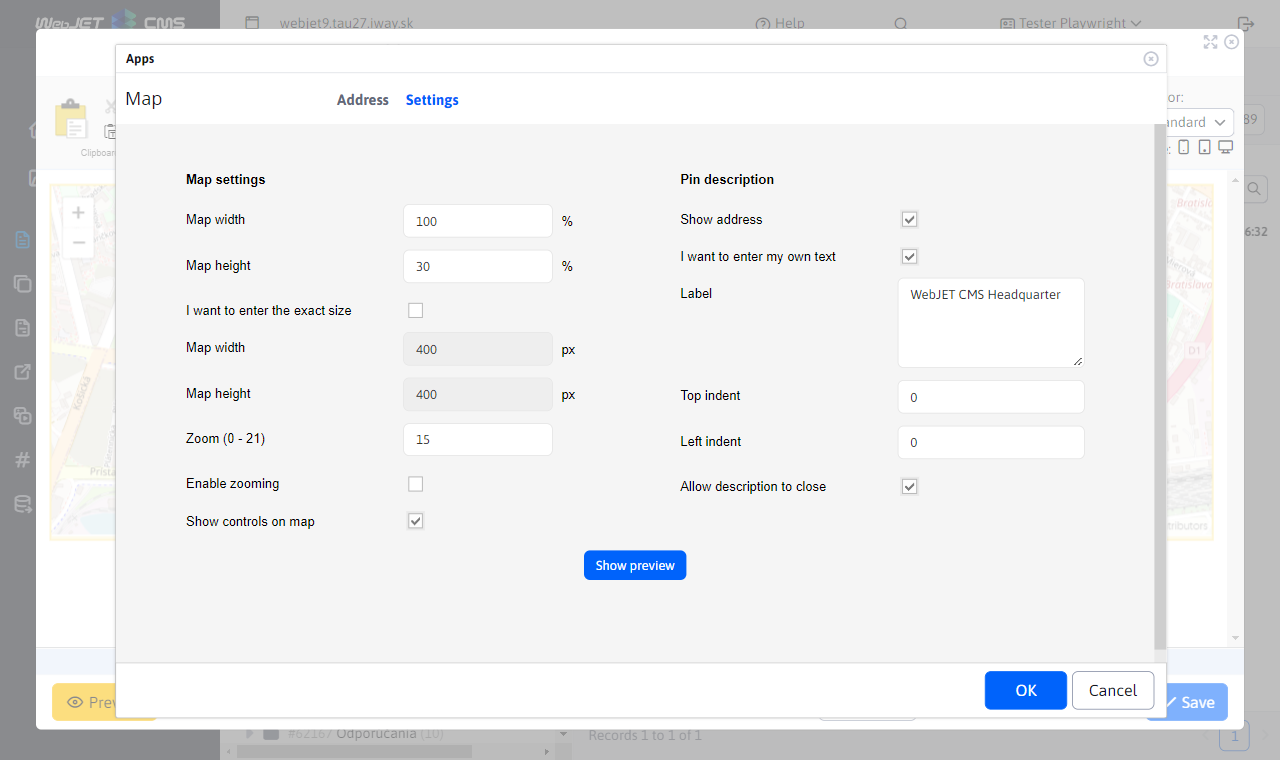 WebJET CMS
webjet9.tau27.iway.sk
Help
Tester Playwright
Apps
Map
Address
Settings
Clipboard
Map settings
Map width
100
%
Map height
30
%
I want to enter the exact size
Map width
400
px
Map height
400
px
Zoom (0 - 21)
15
Enable zooming
Show controls on map
Pin description
Show address
I want to enter my own text
Label
WebJET CMS Headquarter
Top indent
0
Left indent
0
Allow description to close
Show preview
OK
Cancel
or:
ndard
89
6:32
+
−
Košická
Prista
Bratisla
Bratislava
D1
tributors
Prev
Save
#62167 Odporucania (10)
Records 1 to 1 of 1
1